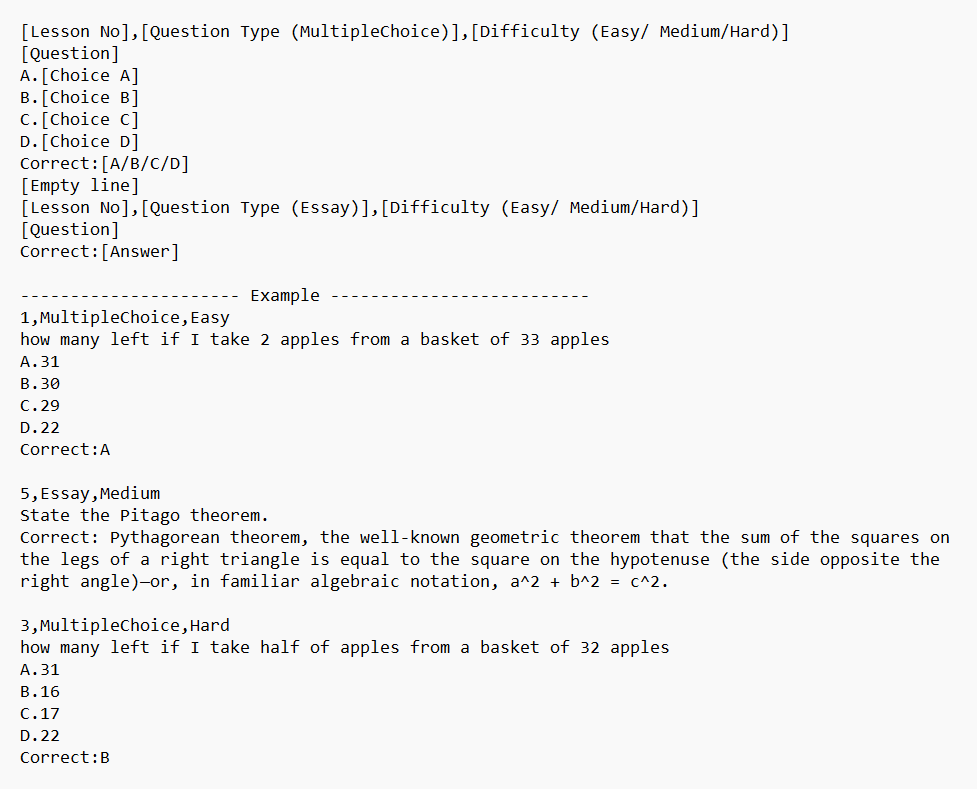 [Lesson No],[Question Type (MultipleChoice)],[Difficulty (Easy/ Medium/Hard)]
[Question]
A.[Choice A]
B.[Choice B]
C.[Choice C]
D.[Choice D]
Correct:[A/B/C/D]
[Empty line]
[Lesson No],[Question Type (Essay)],[Difficulty (Easy/ Medium/Hard)]
[Question]
Correct:[Answer]
---------------------- Example --------------------------
1,MultipleChoice,Easy
how many left if I take 2 apples from a basket of 33 apples
A.31
B.30
C.29
D.22
Correct:A
5,Essay,Medium
State the Pitago theorem.
Correct: Pythagorean theorem, the well-known geometric theorem that the sum of the squares on
the legs of a right triangle is equal to the square on the hypotenuse (the side opposite the
right angle)—or, in familiar algebraic notation, a^2 + b^2 = c^2.
3,MultipleChoice,Hard
how many left if I take half of apples from a basket of 32 apples
A.31
B.16
C.17
D.22
Correct:B